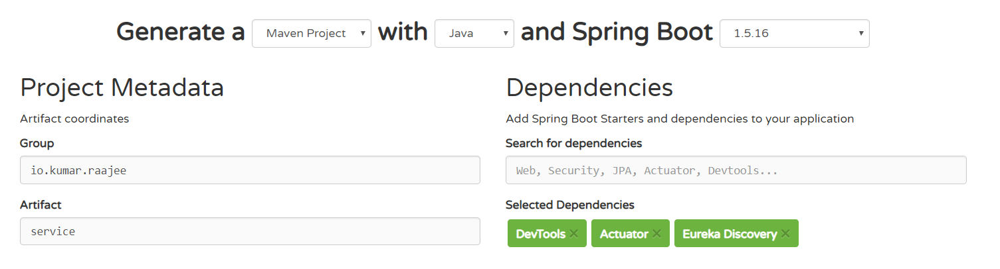 Generate a Maven Project with Java and Spring Boot 1.5.16
Project Metadata
Artifact coordinates
Group
io.kumar.raajee
Artifact
service
Dependencies
Add Spring Boot Starters and dependencies to your application
Search for dependencies
Web, Security, JPA, Actuator, Devtools...
Selected Dependencies
DevTools × Actuator × Eureka Discovery ×